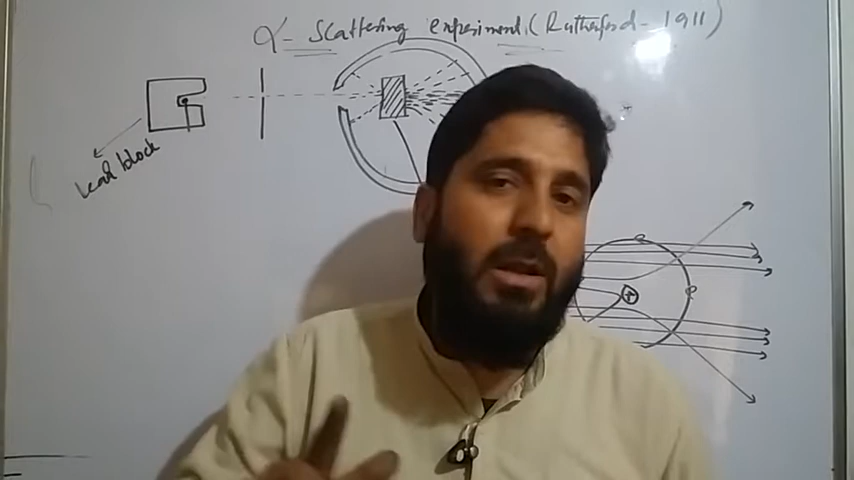 α - Scattering experiment (Rutherford - 1911)
Lead block
+
e
e